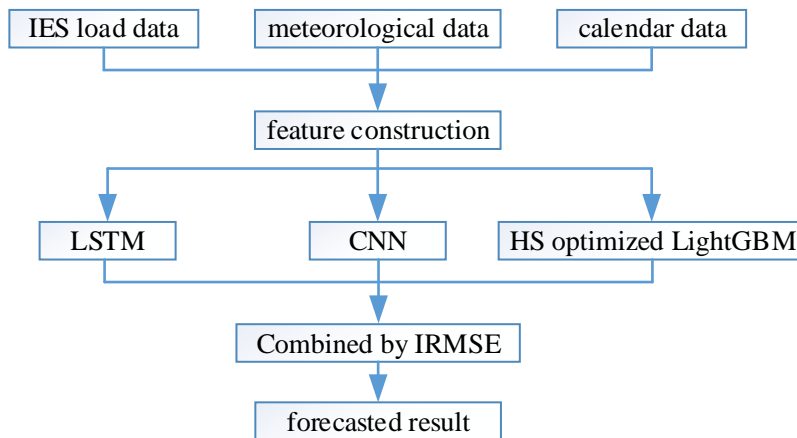 IES load data
meteorological data
calendar data
feature construction
LSTM
CNN
HS optimized LightGBM
Combined by IRMSE
forecasted result